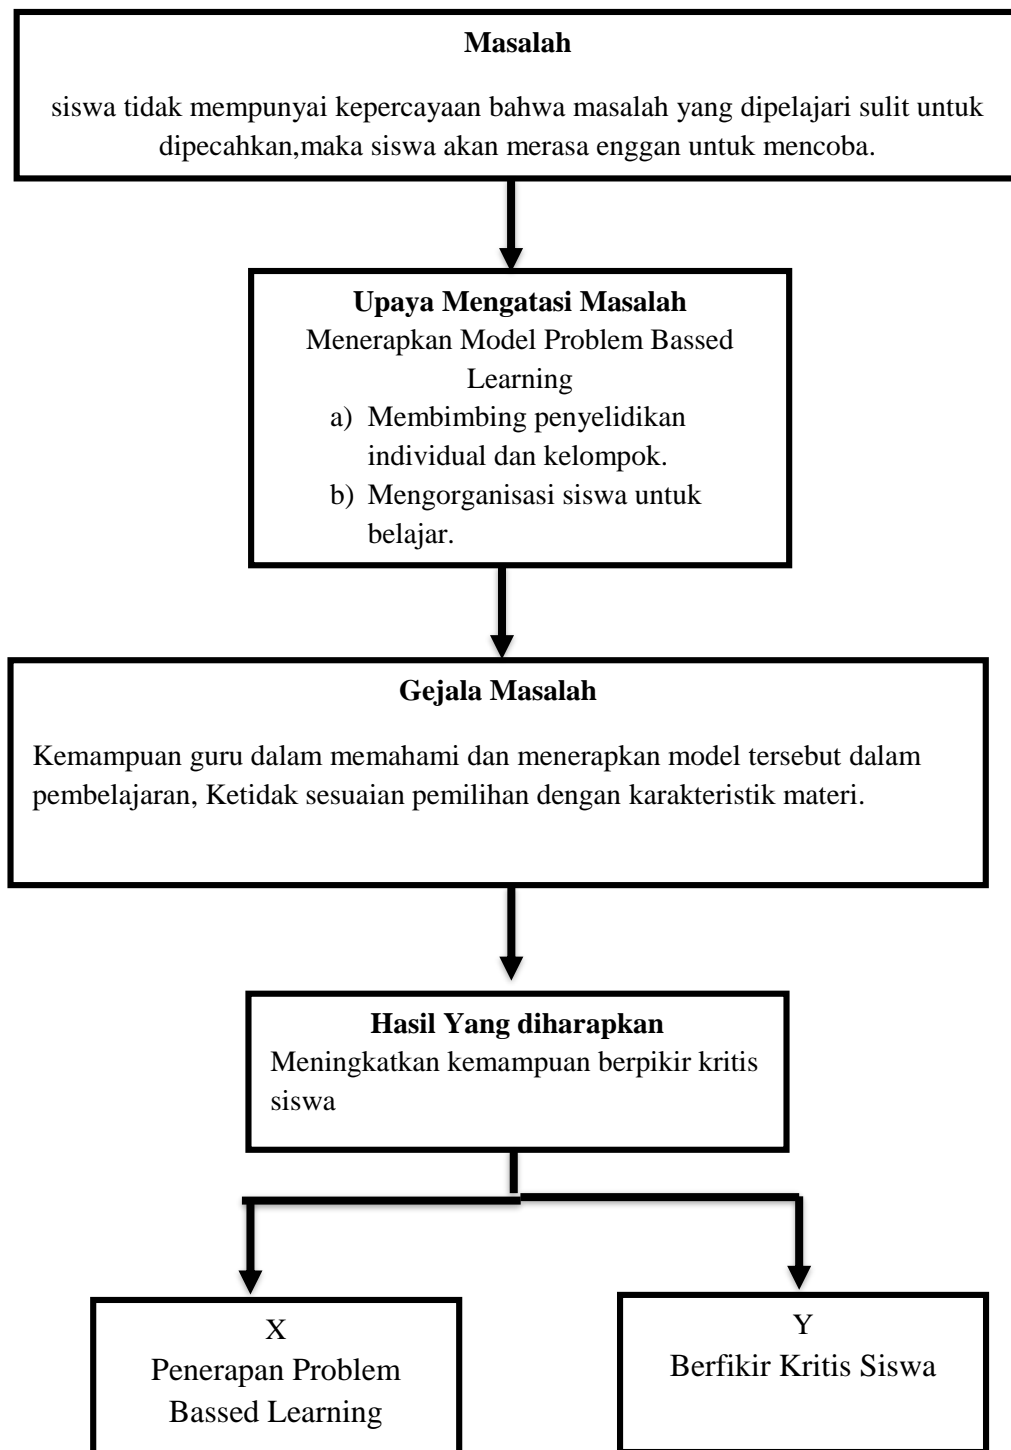 Masalah
siswa tidak mempunyai kepercayaan bahwa masalah yang dipelajari sulit untuk
dipecahkan,maka siswa akan merasa enggan untuk mencoba.
Upaya Mengatasi Masalah
Menerapkan Model Problem Bassed
Learning
a) Membimbing penyelidikan
individual dan kelompok.
b) Mengorganisasi siswa untuk
belajar.
Gejala Masalah
Kemampuan guru dalam memahami dan menerapkan model tersebut dalam
pembelajaran, Ketidak sesuaian pemilihan dengan karakteristik materi.
Hasil Yang diharapkan
Meningkatkan kemampuan berpikir kritis
siswa
X
Penerapan Problem
Bassed Learning
Y
Berfikir Kritis Siswa